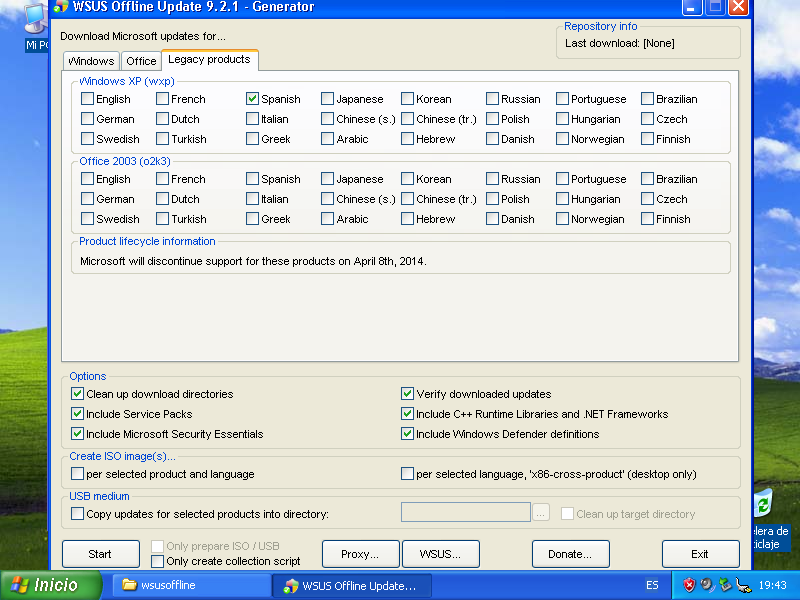 WSUS Offline Update 9.2.1 - Generator
Mi PC
Download Microsoft updates for...
Repository info
Last download: [None]
Windows Office Legacy products
Windows XP (wxp)
English French Spanish Japanese Korean Russian Portuguese Brazilian
German Dutch Italian Chinese (s.) Chinese (tr.) Polish Hungarian Czech
Swedish Turkish Greek Arabic Hebrew Danish Norwegian Finnish
Office 2003 (o2k3)
English French Spanish Japanese Korean Russian Portuguese Brazilian
German Dutch Italian Chinese (s.) Chinese (tr.) Polish Hungarian Czech
Swedish Turkish Greek Arabic Hebrew Danish Norwegian Finnish
Product lifecycle information
Microsoft will discontinue support for these products on April 8th, 2014.
Options
Clean up download directories Verify downloaded updates
Include Service Packs Include C++ Runtime Libraries and .NET Frameworks
Include Microsoft Security Essentials Include Windows Defender definitions
Create ISO image(s)...
per selected product and language per selected language, 'x86-cross-product' (desktop only)
USB medium
Copy updates for selected products into directory: ... Clean up target directory
elera de
iclaje
Start Only prepare ISO / USB Proxy... WSUS... Donate... Exit
Only create collection script
Inicio wsusoffline WSUS Offline Update... ES 19:43